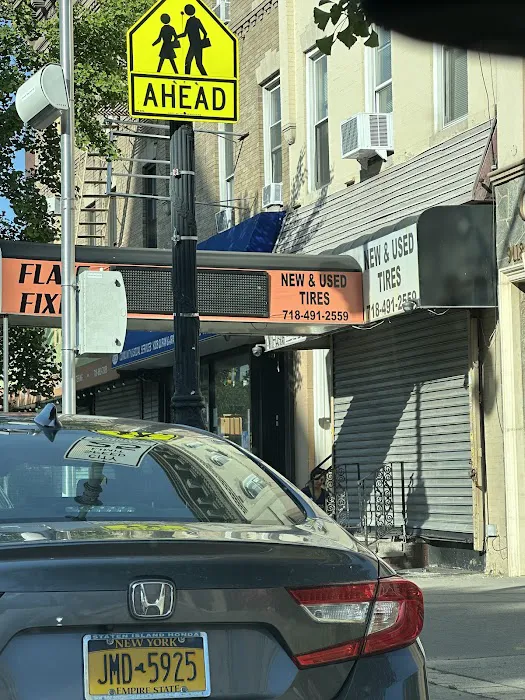 AHEAD
FLA
FIX
NEW & USED
TIRES
718-491-2559
NEW & USED
TIRES
718-491-2559
STATEN ISLAND HONDA
NEW YORK
JMD 5925
EMPIRE STATE